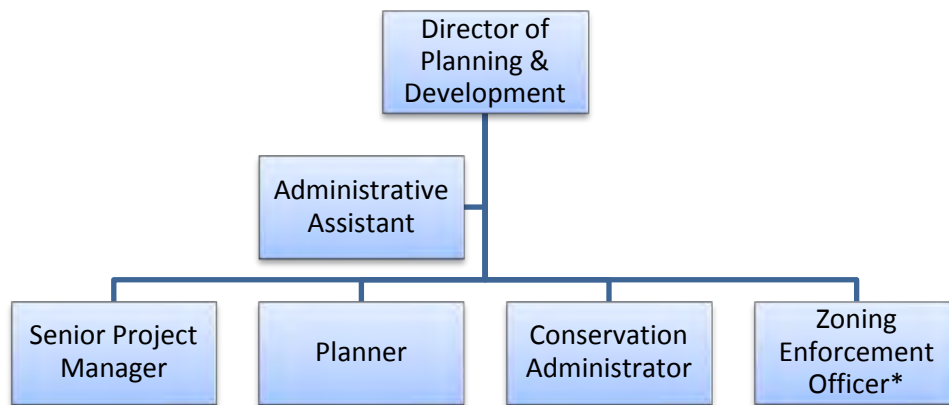 Director of
Planning &
Development
Administrative
Assistant
Senior Project
Manager
Planner
Conservation
Administrator
Zoning
Enforcement
Officer*